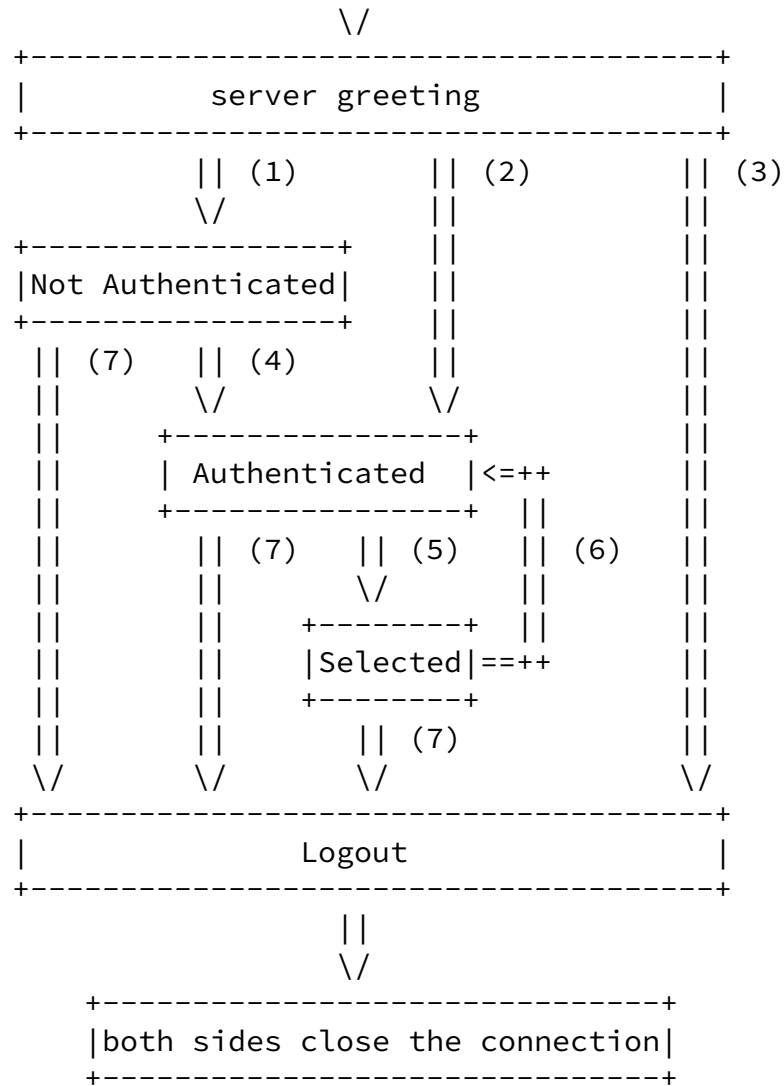 \/
+--------------------------------------+
|          server greeting             |
+--------------------------------------+
          || (1)       || (2)        || (3)
          \/           ||            ||
+-----------------+    ||            ||
|Not Authenticated|    ||            ||
+-----------------+    ||            ||
 || (7)   || (4)       ||            ||
 ||       \/           \/            ||
 ||     +----------------+           ||
 ||     | Authenticated  |<=++       ||
 ||     +----------------+  ||       ||
 ||       || (7)   || (5)   || (6)   ||
 ||       ||       \/       ||       ||
 ||       ||    +--------+  ||       ||
 ||       ||    |Selected|==++       ||
 ||       ||    +--------+           ||
 ||       ||       || (7)            ||
 \/       \/       \/                \/
+--------------------------------------+
|               Logout                 |
+--------------------------------------+
                  ||
                  \/
    +-------------------------------+
    |both sides close the connection|
    +-------------------------------+